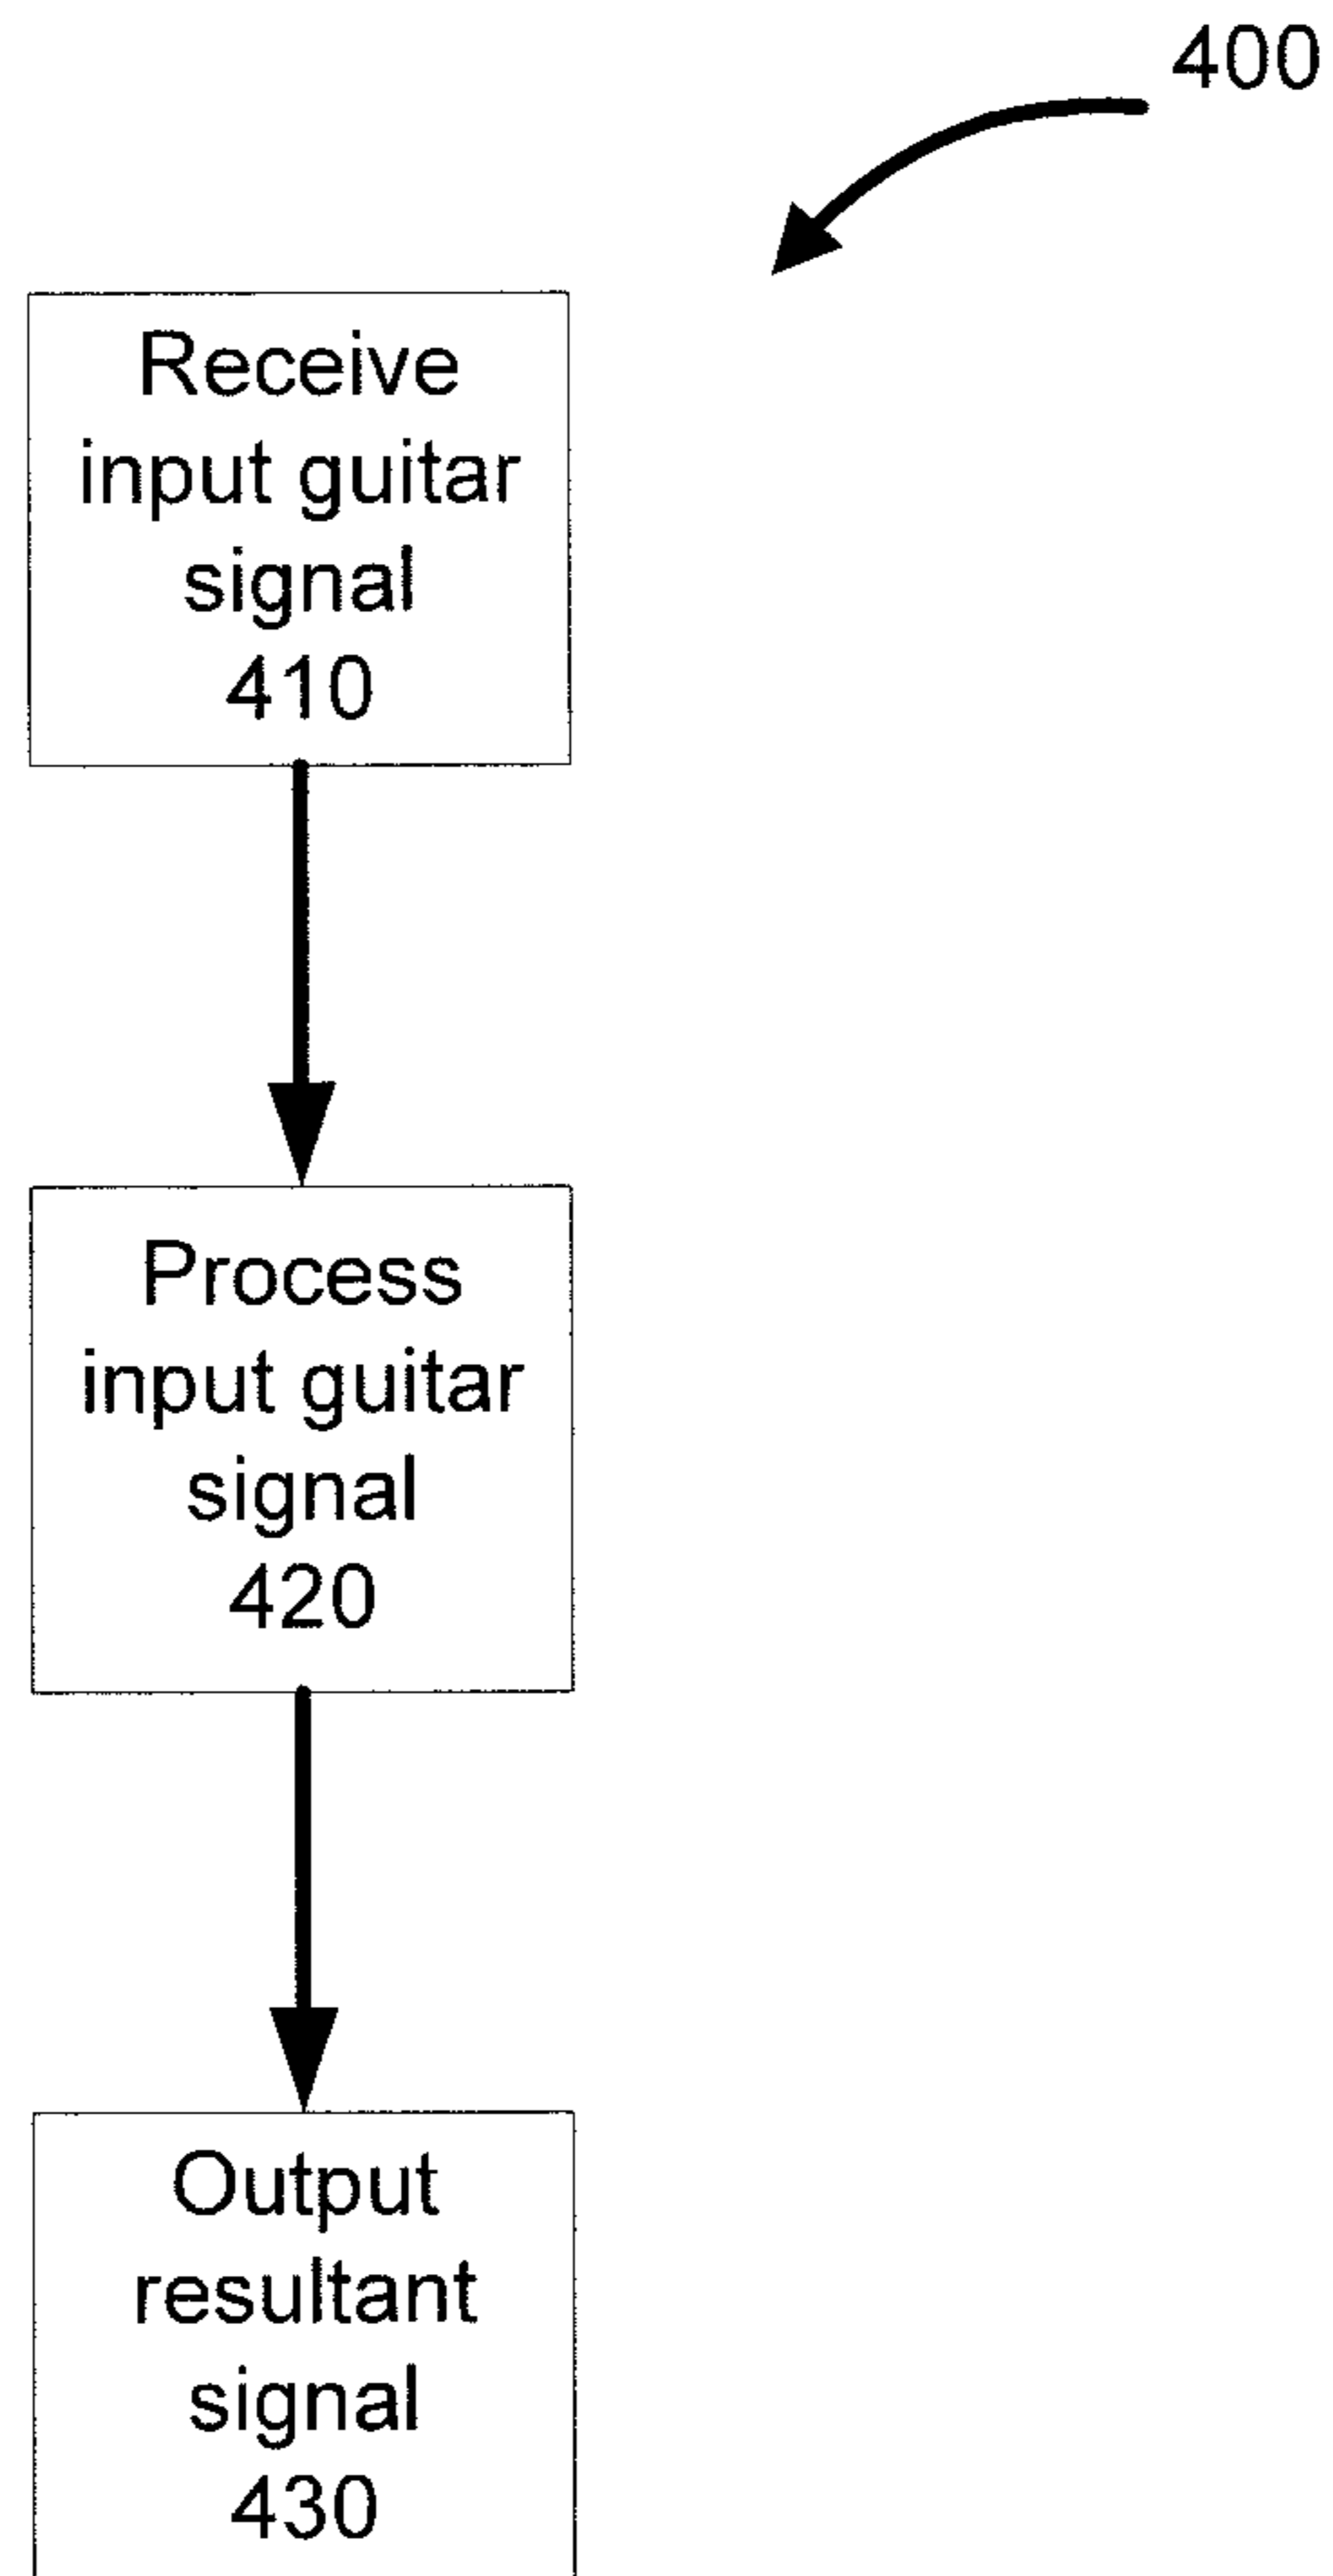 400
Receive
input guitar
signal
410
Process
input guitar
signal
420
Output
resultant
signal
430